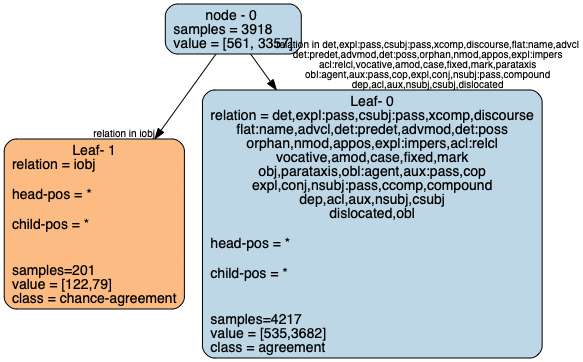 node - 0
samples = 3918
value = [561, 3357]
relation in det,expl:pass,csubj:pass,xcomp,discourse,flat:name,advcl
det:predet,advmod,det:poss,orphan,nmod,appos,expl:impers
acl:relcl,vocative,amod,case,fixed,mark,parataxis
obl:agent,aux:pass,cop,expl,conj,nsubj:pass,compound
dep,acl,aux,nsubj,csubj,dislocated
relation in iobj
Leaf- 1
relation = iobj
head-pos = *
child-pos = *
samples=201
value = [122,79]
class = chance-agreement
Leaf- 0
relation = det,expl:pass,csubj:pass,xcomp,discourse
flat:name,advcl,det:predet,advmod,det:poss
orphan,nmod,appos,expl:impers,acl:relcl
vocative,amod,case,fixed,mark
obj,parataxis,obl:agent,aux:pass,cop
expl,conj,nsubj:pass,ccomp,compound
dep,acl,aux,nsubj,csubj
dislocated,obl
head-pos = *
child-pos = *
samples=4217
value = [535,3682]
class = agreement